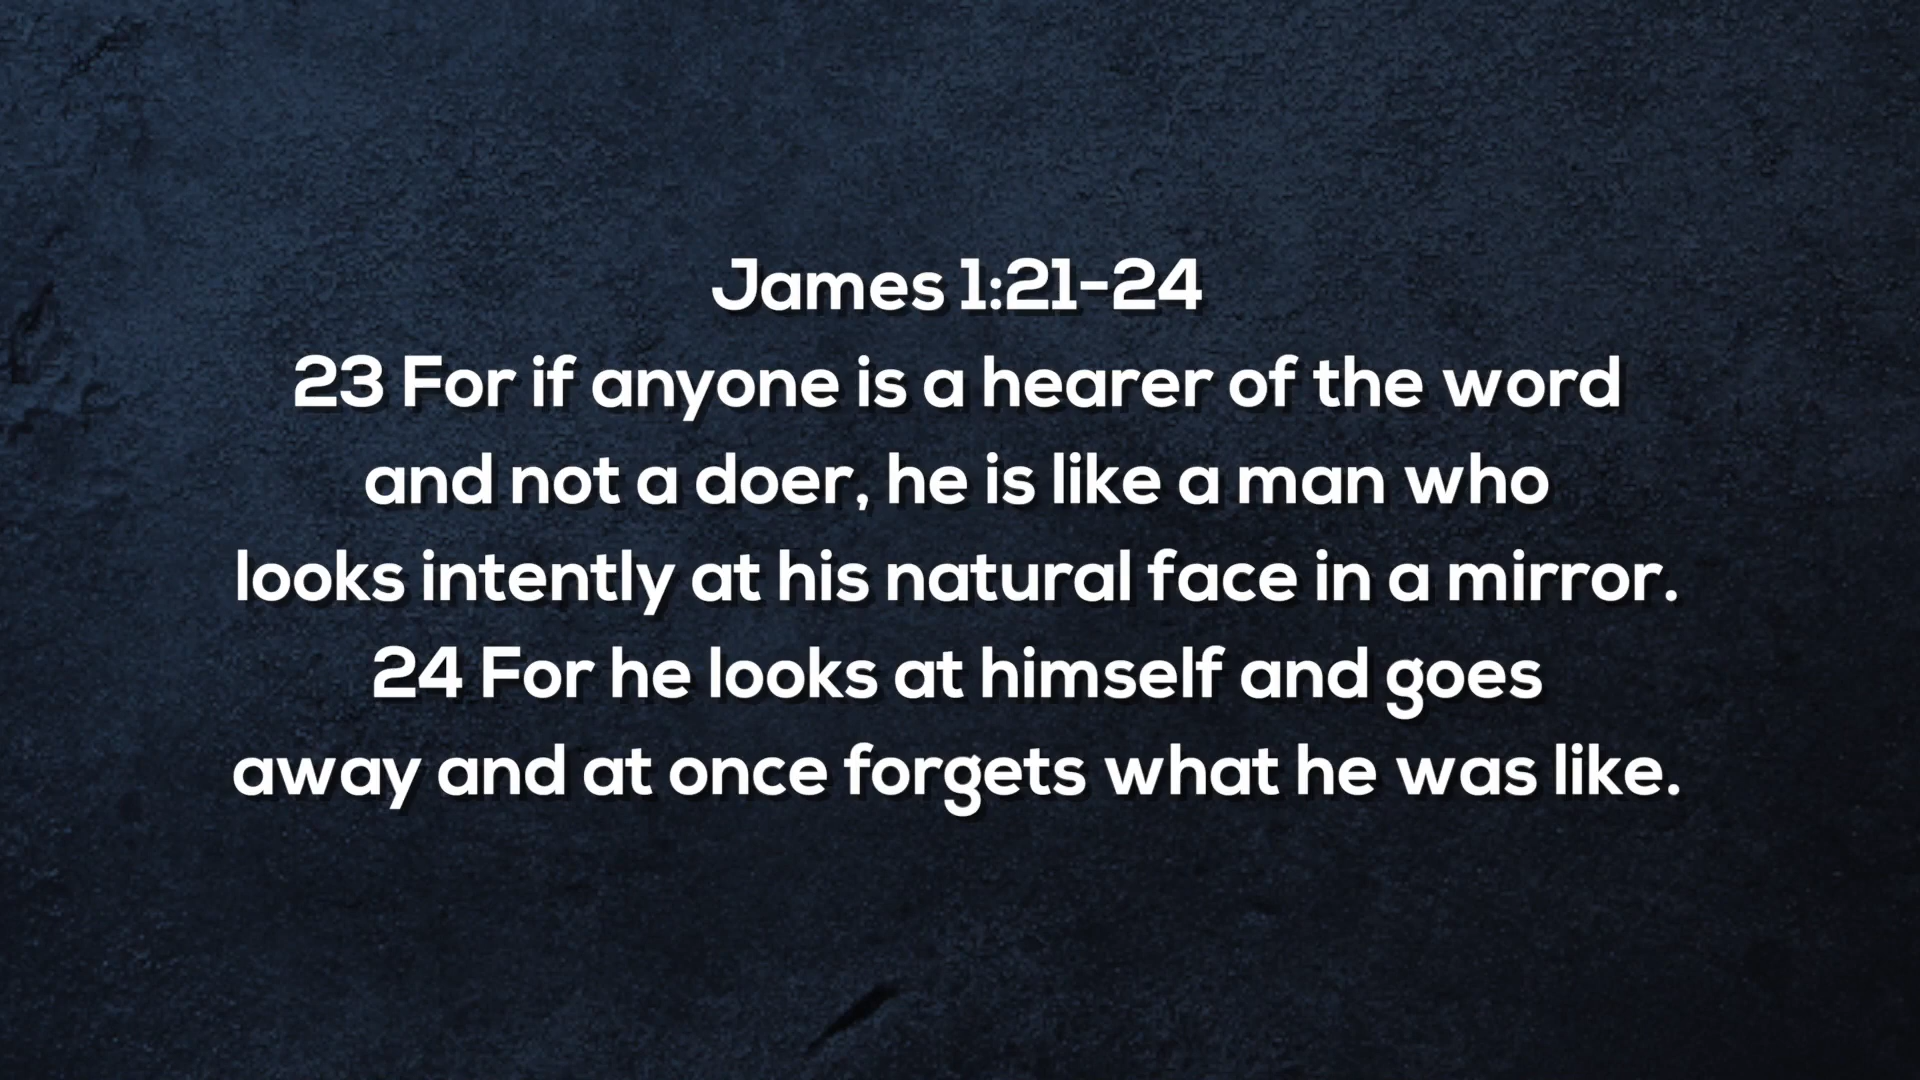 James 1:21-24
23 For if anyone is a hearer of the word
and not a doer, he is like a man who
looks intently at his natural face in a mirror.
24 For he looks at himself and goes
away and at once forgets what he was like.